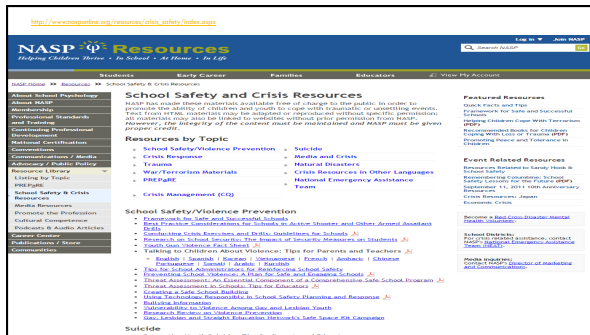 http://www.nasponline.org/resources/crisis_safety/index.aspx
Log in ▼ Join NASP
NASP Resources
Search NASP Go
Helping Children Thrive • In School • At Home • In Life
Students Early Career Families Educators View My Account
NASP Home >> Resources >> School Safety & Crisis Resources
About School Psychology
About NASP
Membership
Professional Standards and Training
Continuing Professional Development
National Certification
Conventions
Communications / Media
Advocacy / Public Policy
Resource Library
Listing by Topic
PREPaRE
School Safety & Crisis Resources
Media Resources
Promote the Profession
Cultural Competence
Podcasts & Audio Articles
Career Center
Publications / Store
Communities
School Safety and Crisis Resources
NASP has made these materials available free of charge to the public in order to
promote the ability of children and youth to cope with traumatic or unsettling events.
Text from HTML materials may be adapted or reproduced without specific permission;
all materials may also be linked to websites without prior permission from NASP.
However, the integrity of the content must be maintained and NASP must be given
proper credit.
Resources by Topic
School Safety/Violence Prevention
Crisis Response
Trauma
War/Terrorism Materials
PREPaRE
Crisis Management (CQ)
Suicide
Media and Crisis
Natural Disasters
Crisis Resources in Other Languages
National Emergency Assistance
Team
School Safety/Violence Prevention
Framework for Safe and Successful Schools
Best Practice Considerations for Schools in Active Shooter and Other Armed Assailant
Drills
Conducting Crisis Exercises and Drills: Guidelines for Schools
Research on School Security: The Impact of Security Measures on Students
Youth Gun Violence Fact Sheet
Talking to Children About Violence: Tips for Parents and Teachers
English | Spanish | Korean | Vietnamese | French | Amharic | Chinese
Portuguese | Somali | Arabic | Kurdish
Tips for School Administrators for Reinforcing School Safety
Preventing School Violence: A Plan for Safe and Engaging Schools
Threat Assessment: An Essential Component of a Comprehensive Safe School Program
Threat Assessment in Schools: Tips for Educators
Creating a Safe School Building
Using Technology Responsibly in School Safety Planning and Response
Bullying Information
Vulnerability to Violence Among Gay and Lesbian Youth
Research Review on Violence Prevention
Gay, Lesbian and Straight Education Network's Safe Space Kit Campaign
Suicide
Featured Resources
Quick Facts and Tips
Framework for Safe and Successful
Schools
Helping Children Cope With Terrorism
(PDF)
Recommended Books for Children
Coping With Loss or Trauma (PDF)
Promoting Peace and Tolerance in
Children
Event Related Resources
Resources Related to Sandy Hook &
School Safety
Remembering Columbine: School
Safety Lessons for the Future (PDF)
September 11, 2011 10th Anniversary
Resources
Crisis Resources: Japan
Economic Crisis
Become a Red Cross Disaster Mental
Health Volunteer.
School Districts:
For crisis related assistance, contact
NASP's National Emergency Assistance
Team (NEAT).
Media Inquiries:
Contact NASP's Director of Marketing
and Communications.